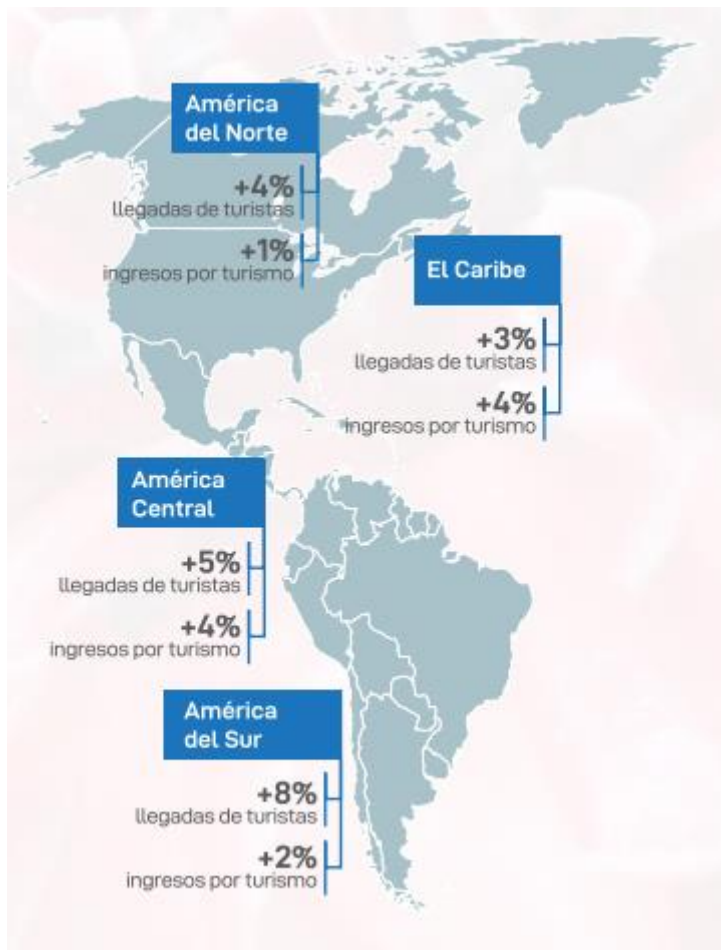 América
del Norte
+4%
llegadas de turistas
+1%
ingresos por turismo
El Caribe
+3%
llegadas de turistas
+4%
ingresos por turismo
América
Central
+5%
llegadas de turistas
+4%
ingresos por turismo
América
del Sur
+8%
llegadas de turistas
+2%
ingresos por turismo